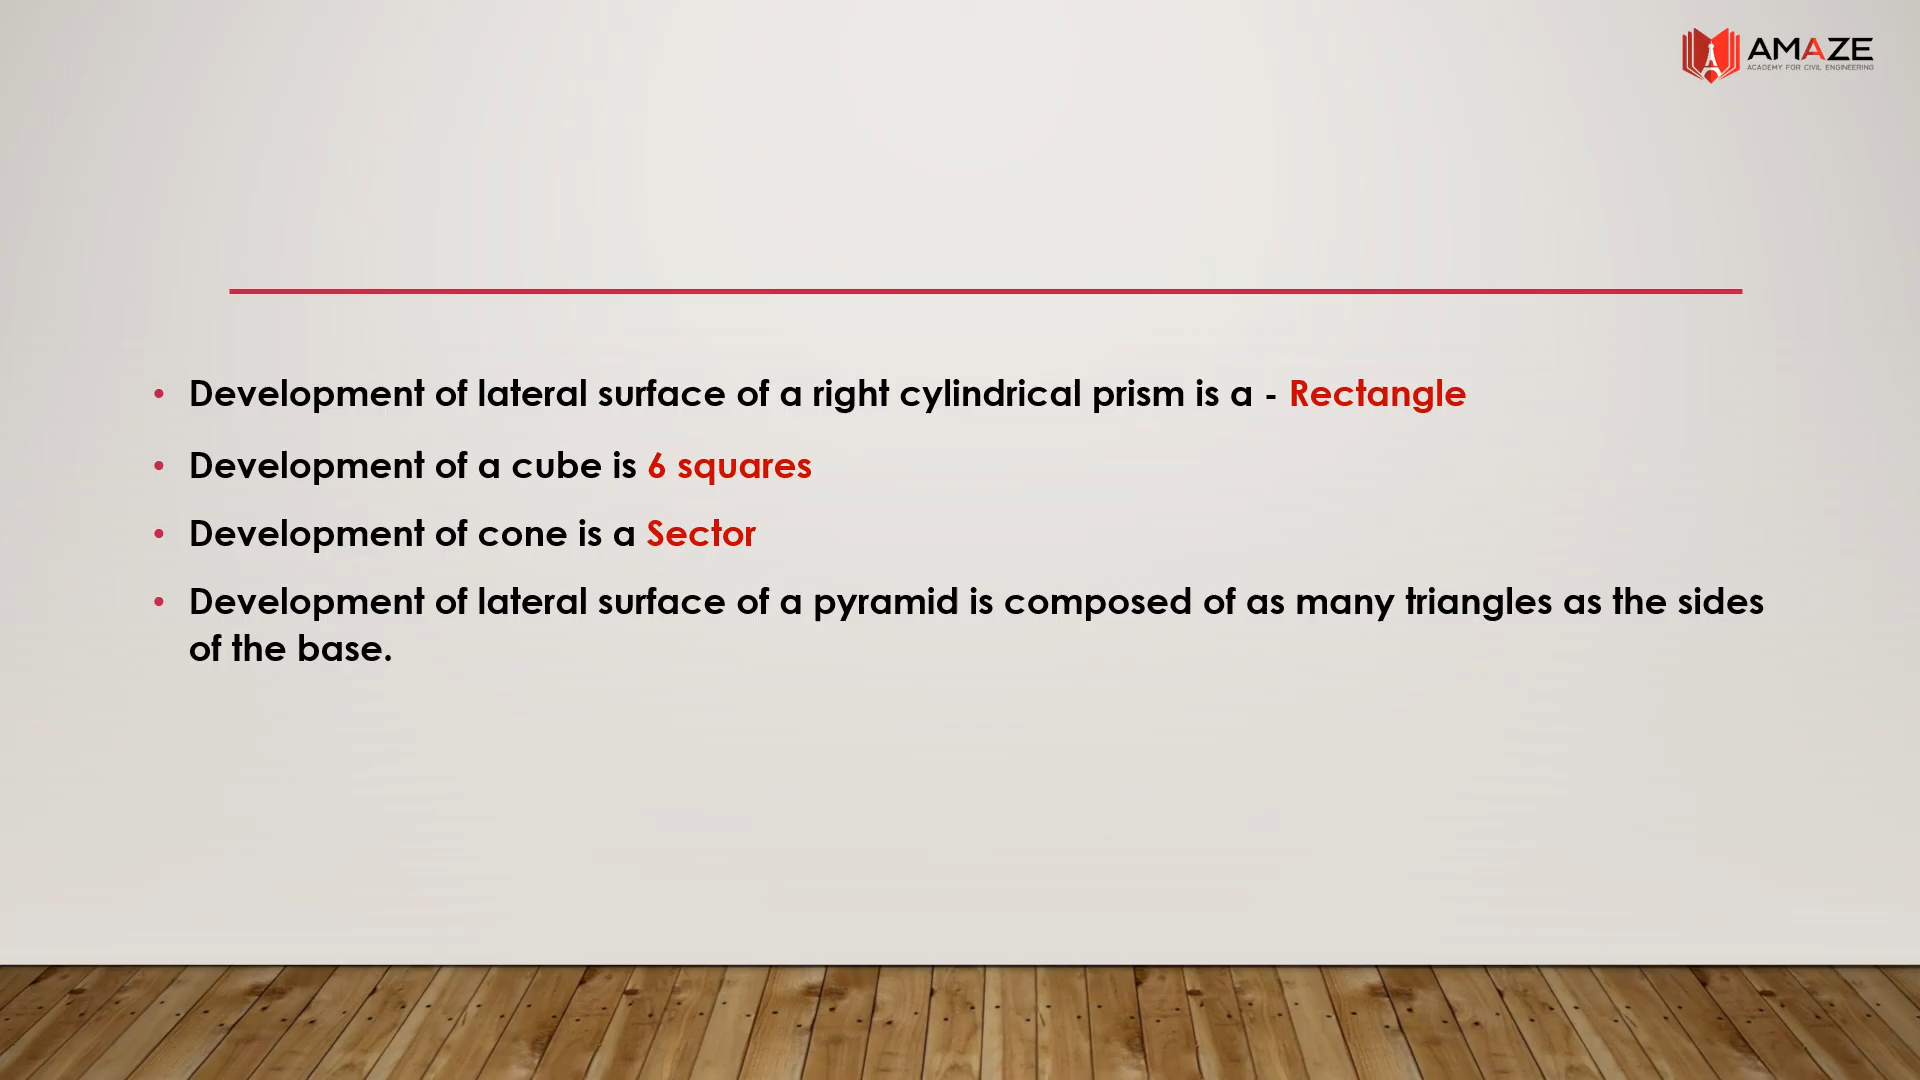 AMAZE
ACADEMY FOR CIVIL ENGINEERING
• Development of lateral surface of a right cylindrical prism is a - Rectangle
• Development of a cube is 6 squares
• Development of cone is a Sector
• Development of lateral surface of a pyramid is composed of as many triangles as the sides
of the base.